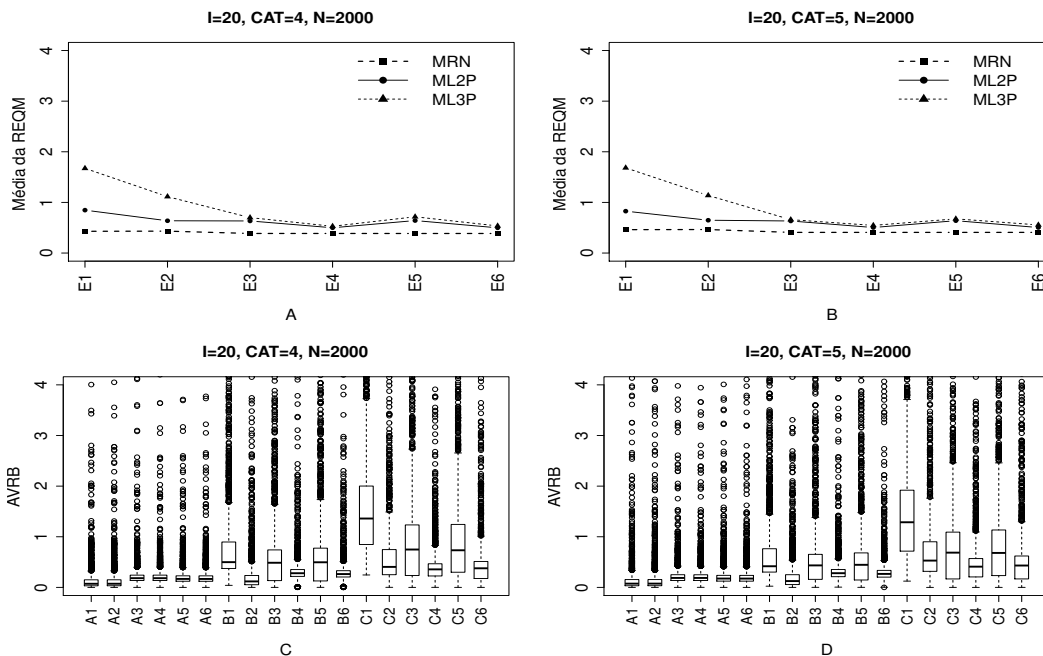 I=20, CAT=4, N=2000
Média da REQM
4
3
2
1
0
MRN
ML2P
ML3P
E1 E2 E3 E4 E5 E6
A
I=20, CAT=5, N=2000
Média da REQM
4
3
2
1
0
MRN
ML2P
ML3P
E1 E2 E3 E4 E5 E6
B
I=20, CAT=4, N=2000
AVRB
4
3
2
1
0
A1 A2 A3 A4 A5 A6 B1 B2 B3 B4 B5 B6 C1 C2 C3 C4 C5 C6
C
I=20, CAT=5, N=2000
AVRB
4
3
2
1
0
A1 A2 A3 A4 A5 A6 B1 B2 B3 B4 B5 B6 C1 C2 C3 C4 C5 C6
D